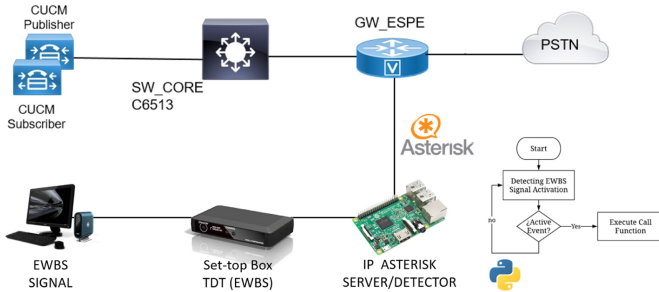 CUCM
Publisher
CUCM
Subscriber
SW_CORE
C6513
GW_ESPE
V
PSTN
Asterisk
EWBS
SIGNAL
Set-top Box
TDT (EWBS)
IP ASTERISK
SERVER/DETECTOR
Start
Detecting EWBS
Signal Activation
¿Active
Event?
no
Yes
Execute Call
Function